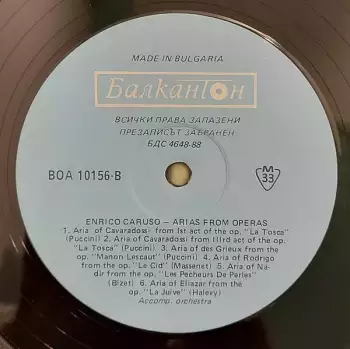 MADE IN BULGARIA
Балкантон
ВСИЧКИ ПРАВА ЗАПАЗЕНИ
ПРЕЗАПИСЪТ ЗАБРАНЕН
БДС 4648-88
ВОА 10156-В
M
33
ENRICO CARUSO — ARIAS FROM OPERAS
1. Aria of Cavaradossi from Ist act of the op. "La Tosca"
(Puccini) 2. Aria of Cavaradossi from IIIrd act of the op.
"La Tosca" (Puccini) 3. Aria of des Grieux from the
op. "Manon Lescaut" (Puccini) 4. Aria of Rodrigo
from the op. "Le Cid" (Massenet) 5. Aria of Na-
dir from the op. "Les Pecheurs De Perles"
(Bizet) 6. Aria of Eliazar from the
op. "La Juive" (Halevy)
Accomp. orchestra